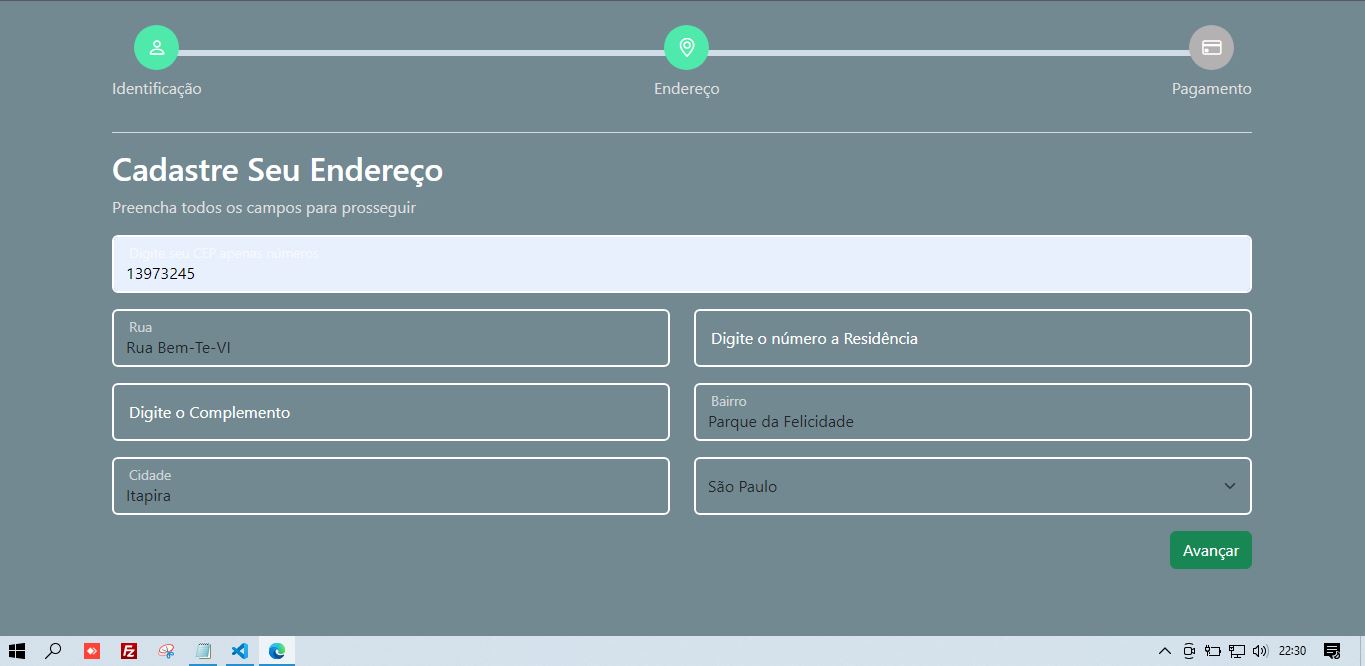 Identificação
Endereço
Pagamento
Cadastre Seu Endereço
Preencha todos os campos para prosseguir
Digite seu CEP apenas números
13973245
Rua
Rua Bem-Te-VI
Digite o número a Residência
Digite o Complemento
Bairro
Parque da Felicidade
Cidade
Itapira
São Paulo
Avançar
22:30